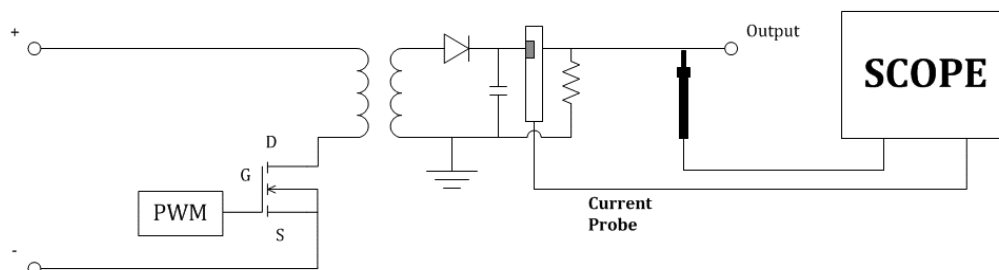 +
Output
SCOPE
D
G
PWM
S
Current
Probe
-